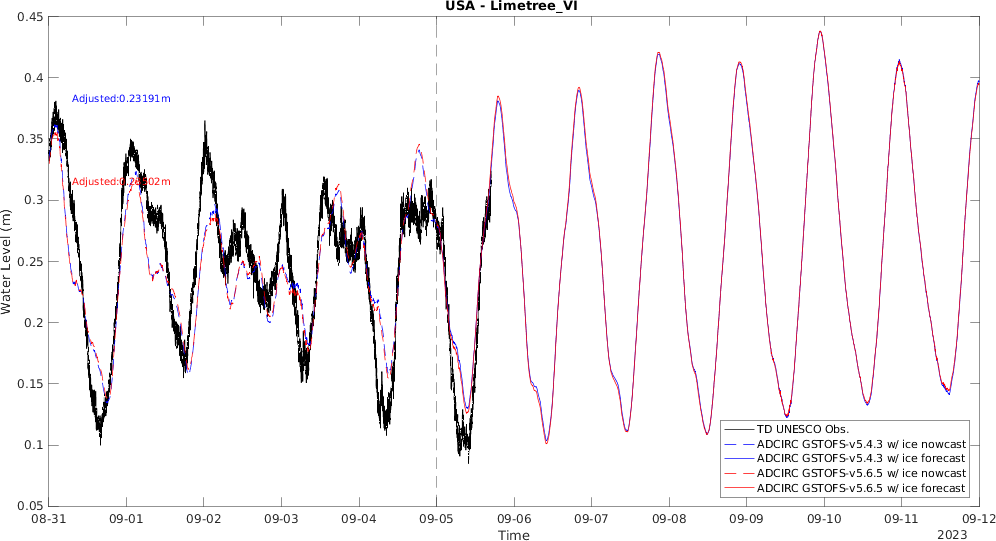 USA - Limetree_VI
0.45
0.4
0.35
0.3
0.25
0.2
0.15
0.1
0.05
Water Level (m)
Adjusted:0.23191m
TD UNESCO Obs.
ADCIRC GSTOFS-v5.4.3 w/ ice nowcast
ADCIRC GSTOFS-v5.4.3 w/ ice forecast
ADCIRC GSTOFS-v5.6.5 w/ ice nowcast
ADCIRC GSTOFS-v5.6.5 w/ ice forecast
08-31 09-01 09-02 09-03 09-04 09-05 09-06 09-07 09-08 09-09 09-10 09-11 09-12
Time
2023